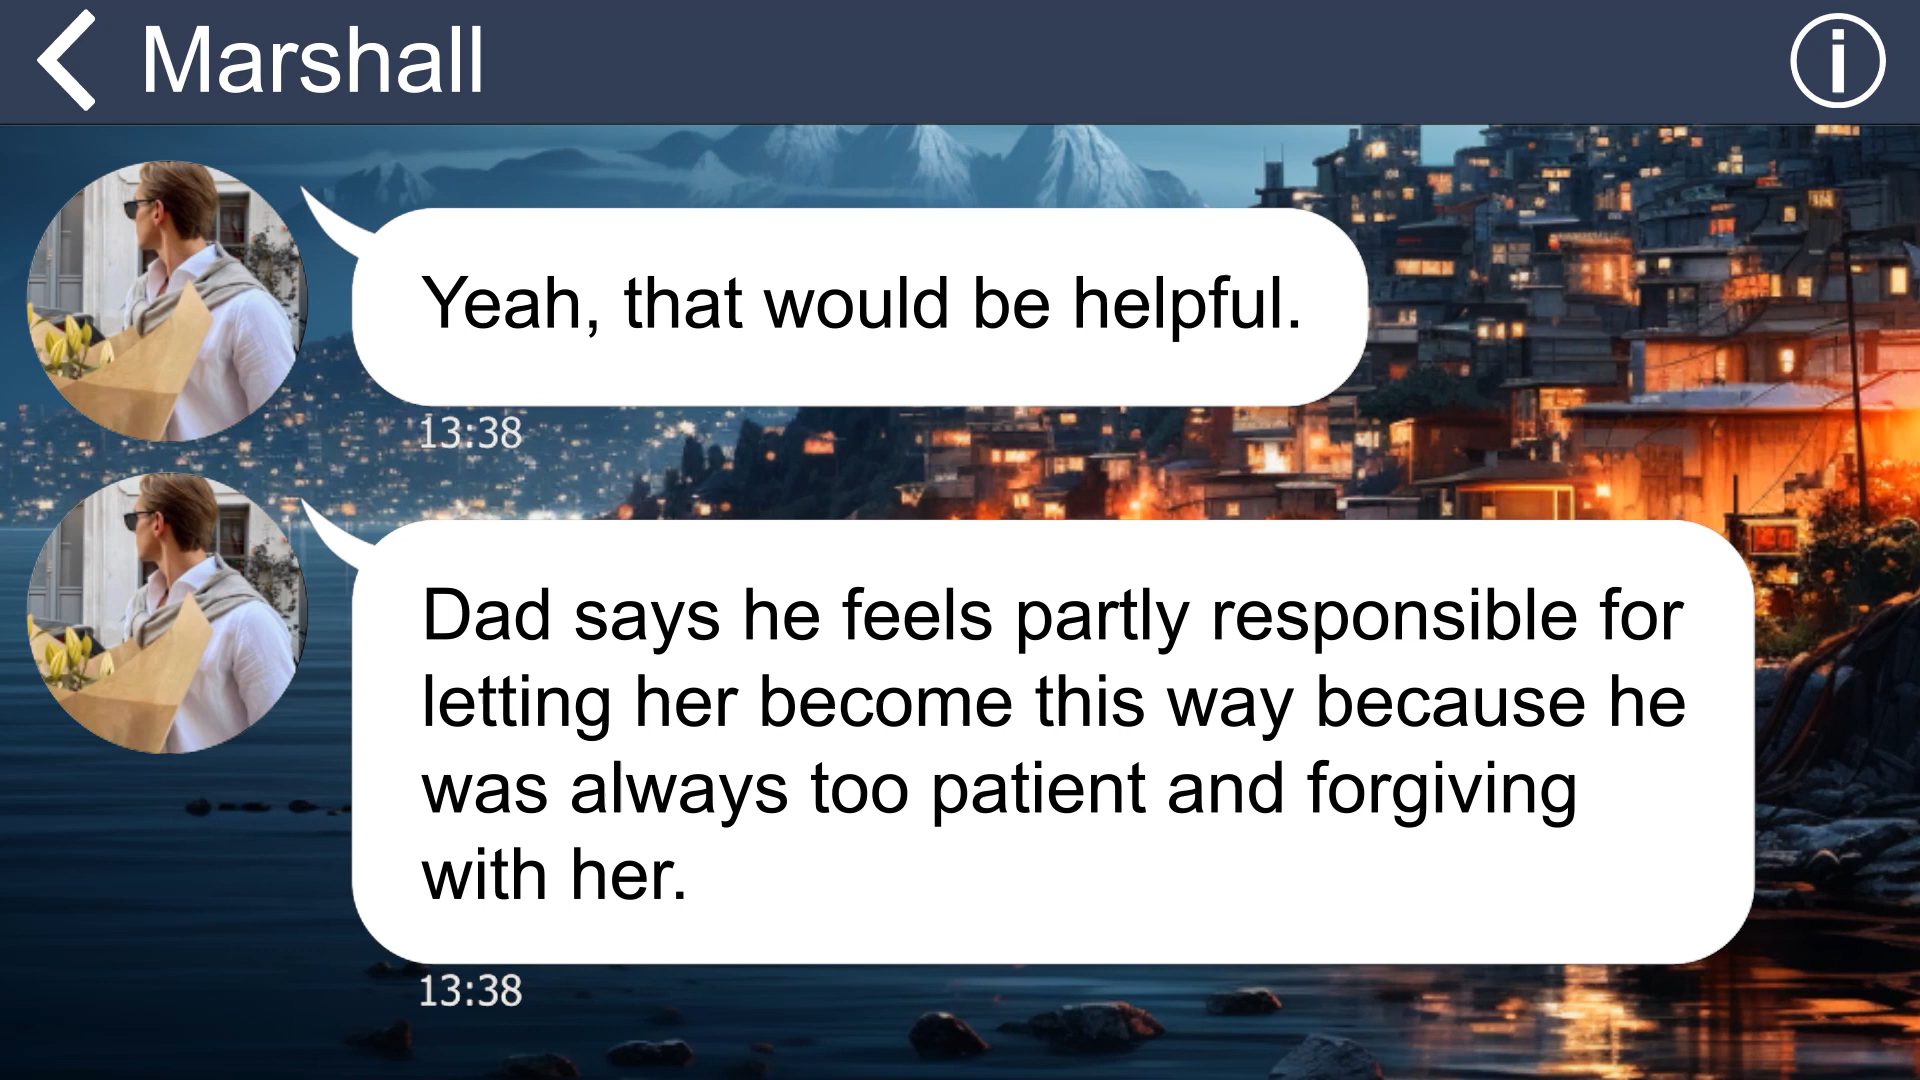 Marshall
Yeah, that would be helpful.
13:38
Dad says he feels partly responsible for
letting her become this way because he
was always too patient and forgiving
with her.
13:38